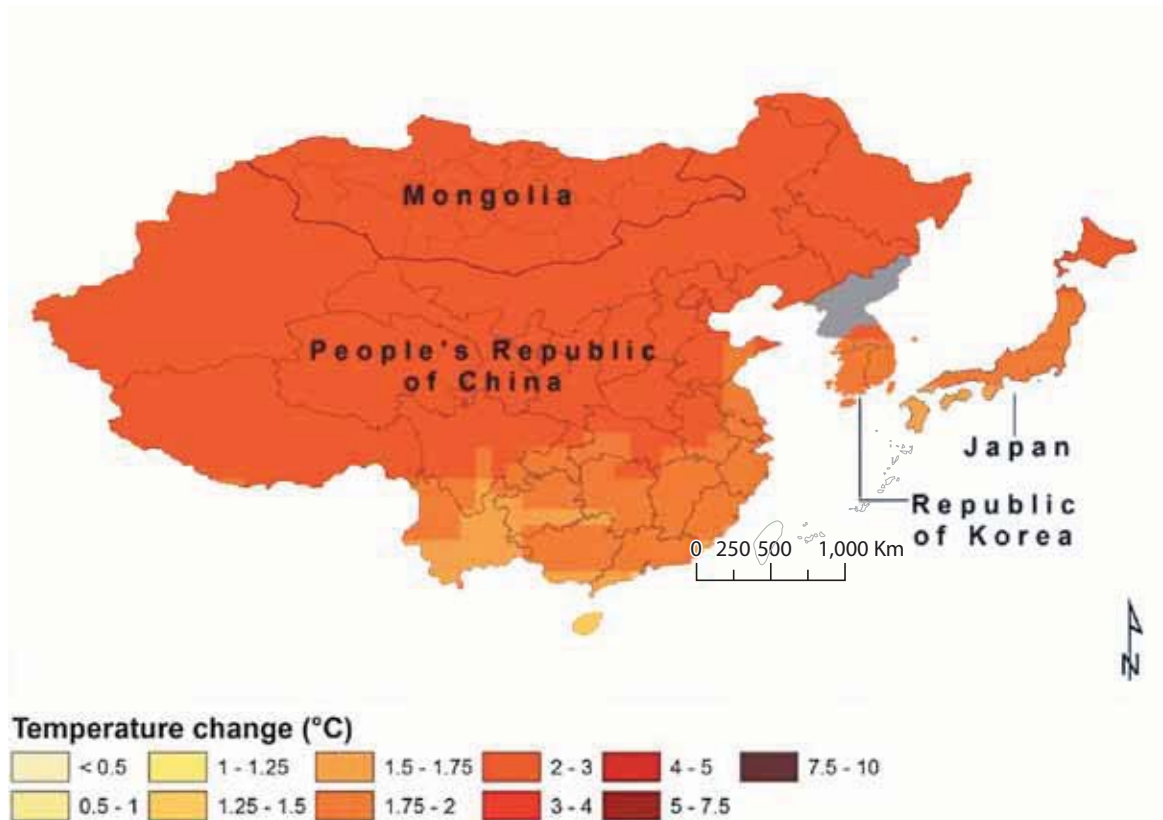 Mongolia
People's Republic
of China
Japan
Republic
of Korea
0 250 500 1,000 Km
N
Temperature change (°C)
< 0.5 1 - 1.25 1.5 - 1.75 2 - 3 4 - 5 7.5 - 10
0.5 - 1 1.25 - 1.5 1.75 - 2 3 - 4 5 - 7.5